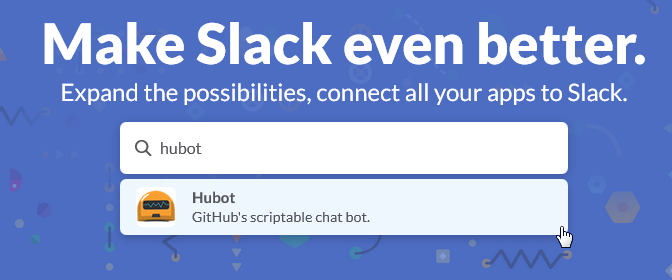 Make Slack even better.
Expand the possibilities, connect all your apps to Slack.
hubot
Hubot
GitHub's scriptable chat bot.